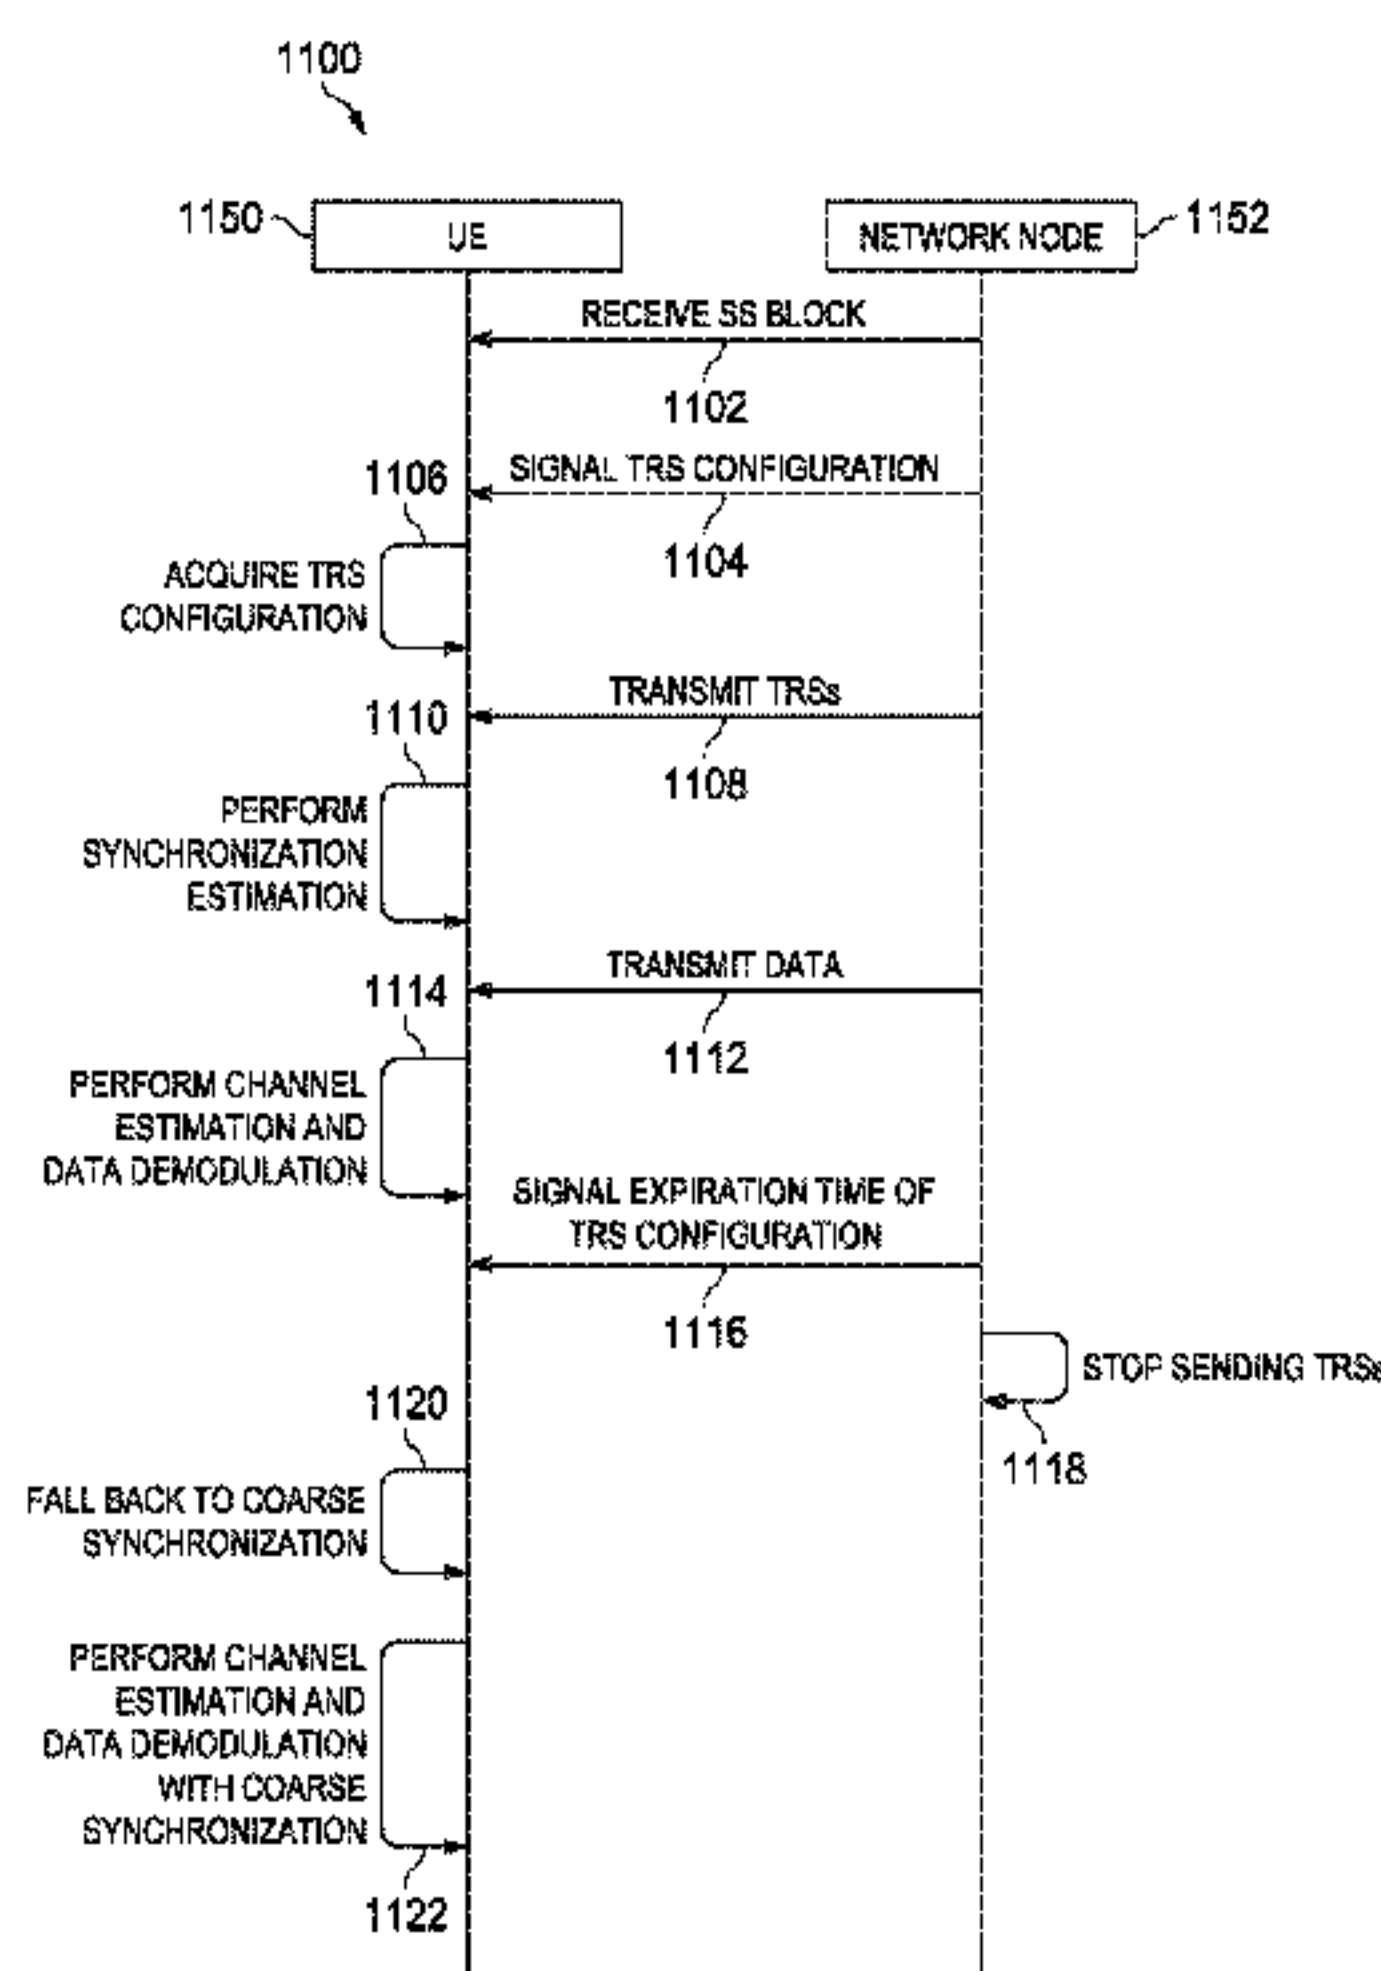 1100
1150
UE
NETWORK NODE
1152
RECEIVE SS BLOCK
1102
SIGNAL TRS CONFIGURATION
1104
1106
ACQUIRE TRS
CONFIGURATION
TRANSMIT TRSs
1108
1110
PERFORM
SYNCHRONIZATION
ESTIMATION
TRANSMIT DATA
1112
1114
PERFORM CHANNEL
ESTIMATION AND
DATA DEMODULATION
SIGNAL EXPIRATION TIME OF
TRS CONFIGURATION
1116
STOP SENDING TRSs
1118
1120
FALL BACK TO COARSE
SYNCHRONIZATION
PERFORM CHANNEL
ESTIMATION AND
DATA DEMODULATION
WITH COARSE
SYNCHRONIZATION
1122